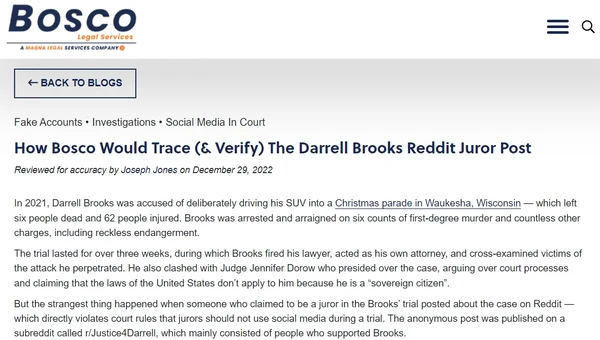 BOSCO
Legal Services
A MAGNA LEGAL SERVICES COMPANY
← BACK TO BLOGS
Fake Accounts • Investigations • Social Media In Court
How Bosco Would Trace (& Verify) The Darrell Brooks Reddit Juror Post
Reviewed for accuracy by Joseph Jones on December 29, 2022
In 2021, Darrell Brooks was accused of deliberately driving his SUV into a Christmas parade in Waukesha, Wisconsin — which left
six people dead and 62 people injured. Brooks was arrested and arraigned on six counts of first-degree murder and countless other
charges, including reckless endangerment.
The trial lasted for over three weeks, during which Brooks fired his lawyer, acted as his own attorney, and cross-examined victims of
the attack he perpetrated. He also clashed with Judge Jennifer Dorow who presided over the case, arguing over court processes
and claiming that the laws of the United States don't apply to him because he is a “sovereign citizen”.
But the strangest thing happened when someone who claimed to be a juror in the Brooks' trial posted about the case on Reddit —
which directly violates court rules that jurors should not use social media during a trial. The anonymous post was published on a
subreddit called r/Justice4Darrell, which mainly consisted of people who supported Brooks.